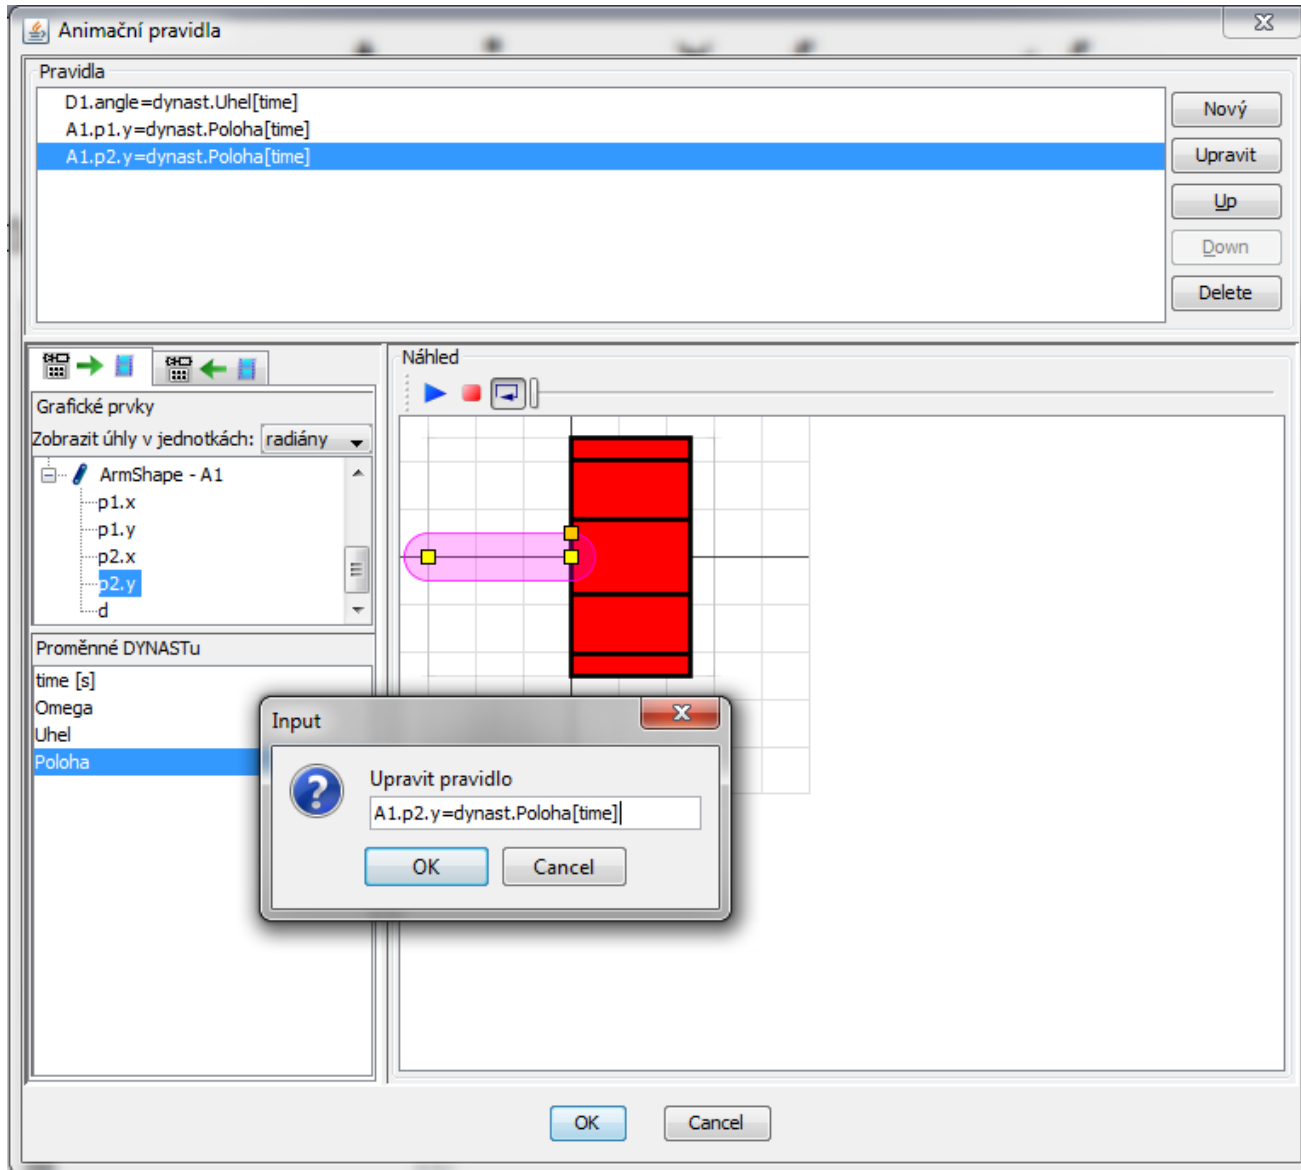 Animační pravidla
Pravidla
D1.angle=dynast.Uhel[time]
A1.p1.y=dynast.Poloha[time]
A1.p2.y=dynast.Poloha[time]
Nový
Upravit
Up
Down
Delete
Grafické prvky
Zobrazit úhly v jednotkách: radiány
ArmShape - A1
p1.x
p1.y
p2.x
p2.y
d
Proměnné DYNASTu
time [s]
Omega
Uhel
Poloha
Náhled
Input
Upravit pravidlo
A1.p2.y=dynast.Poloha[time]
OK Cancel
OK Cancel